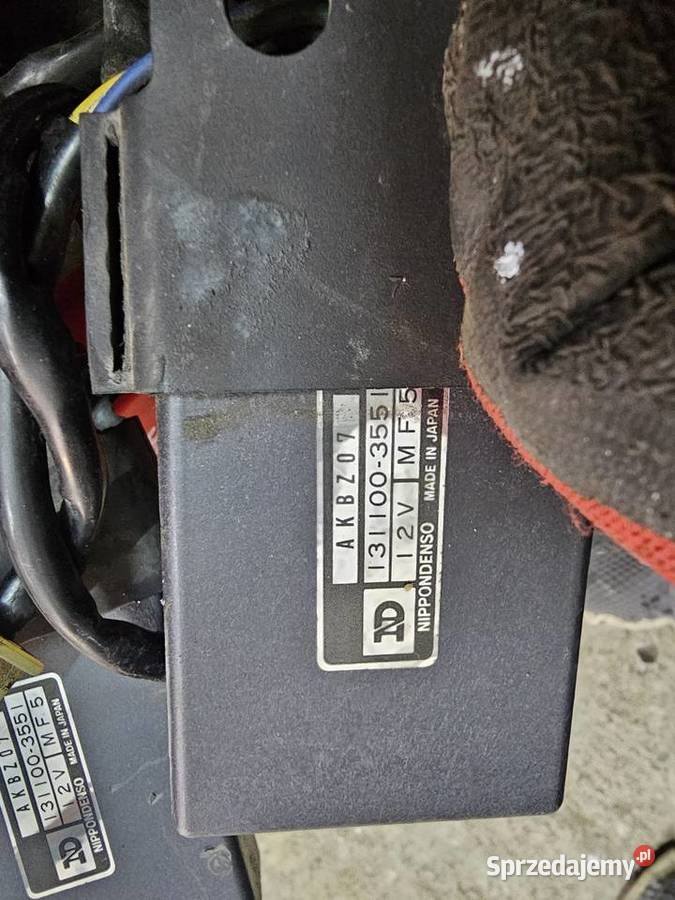 AKBZ07
131100-3551
12V MF5
ND
NIPPONDENSO MADE IN JAPAN
AKBZ07
131100-3551
12V MF5
ND
NIPPONDENSO MADE IN JAPAN
Sprzedajemy.pl